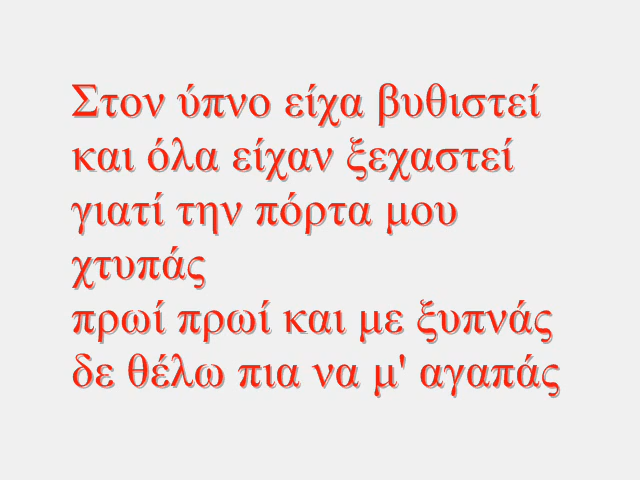 Στον ύπνο είχα βυθιστεί
και όλα είχαν ξεχαστεί
γιατί την πόρτα μου
χτυπάς
πρωί πρωί και με ξυπνάς
δε θέλω πια να μ' αγαπάς